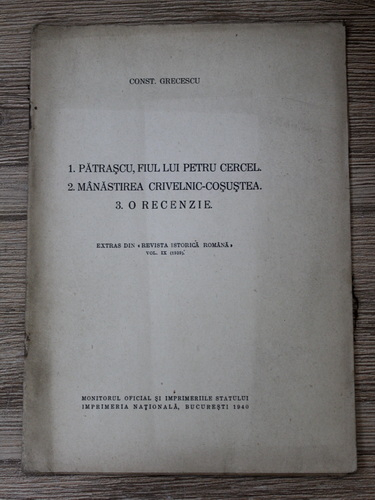 CONST. GRECESCU
1. PĂTRAȘCU, FIUL LUI PETRU CERCEL.
2. MĂNĂSTIREA CRIVELNIC-COȘUȘTEA.
3. O RECENZIE.
EXTRAS DIN «REVISTA ISTORICĂ ROMÂNĂ»
VOL. IX (1939)
MONITORUL OFICIAL ȘI IMPRIMERIILE STATULUI
IMPRIMERIA NAȚIONALĂ, BUCUREȘTI 1940